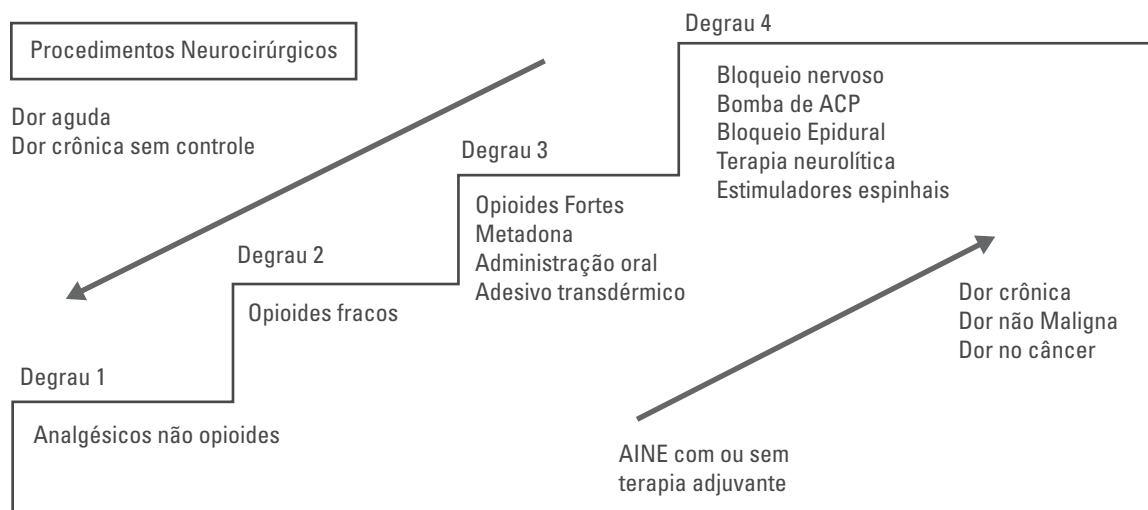 Degrau 4
Procedimentos Neurocirúrgicos
Bloqueio nervoso
Bomba de ACP
Bloqueio Epidural
Terapia neurolítica
Estimuladores espinhais
Dor aguda
Dor crônica sem controle
Degrau 3
Opioides Fortes
Metadona
Administração oral
Adesivo transdérmico
Degrau 2
Opioides fracos
Dor crônica
Dor não Maligna
Dor no câncer
Degrau 1
Analgésicos não opioides
AINE com ou sem
terapia adjuvante